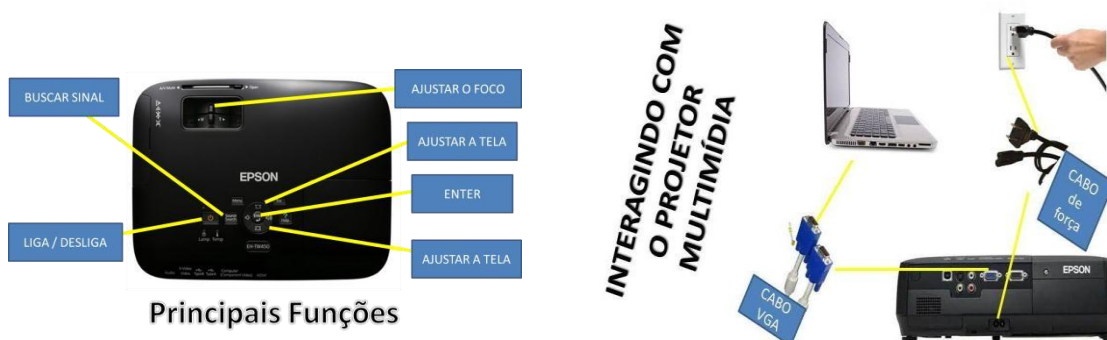 BUSCAR SINAL
AJUSTAR O FOCO
AJUSTAR A TELA
EPSON
ENTER
LIGA / DESLIGA
AJUSTAR A TELA
Principais Funções
INTERAGINDO COM
O PROJETOR
MULTIMÍDIA
CABO
de
força
CABO
VGA
EPSON